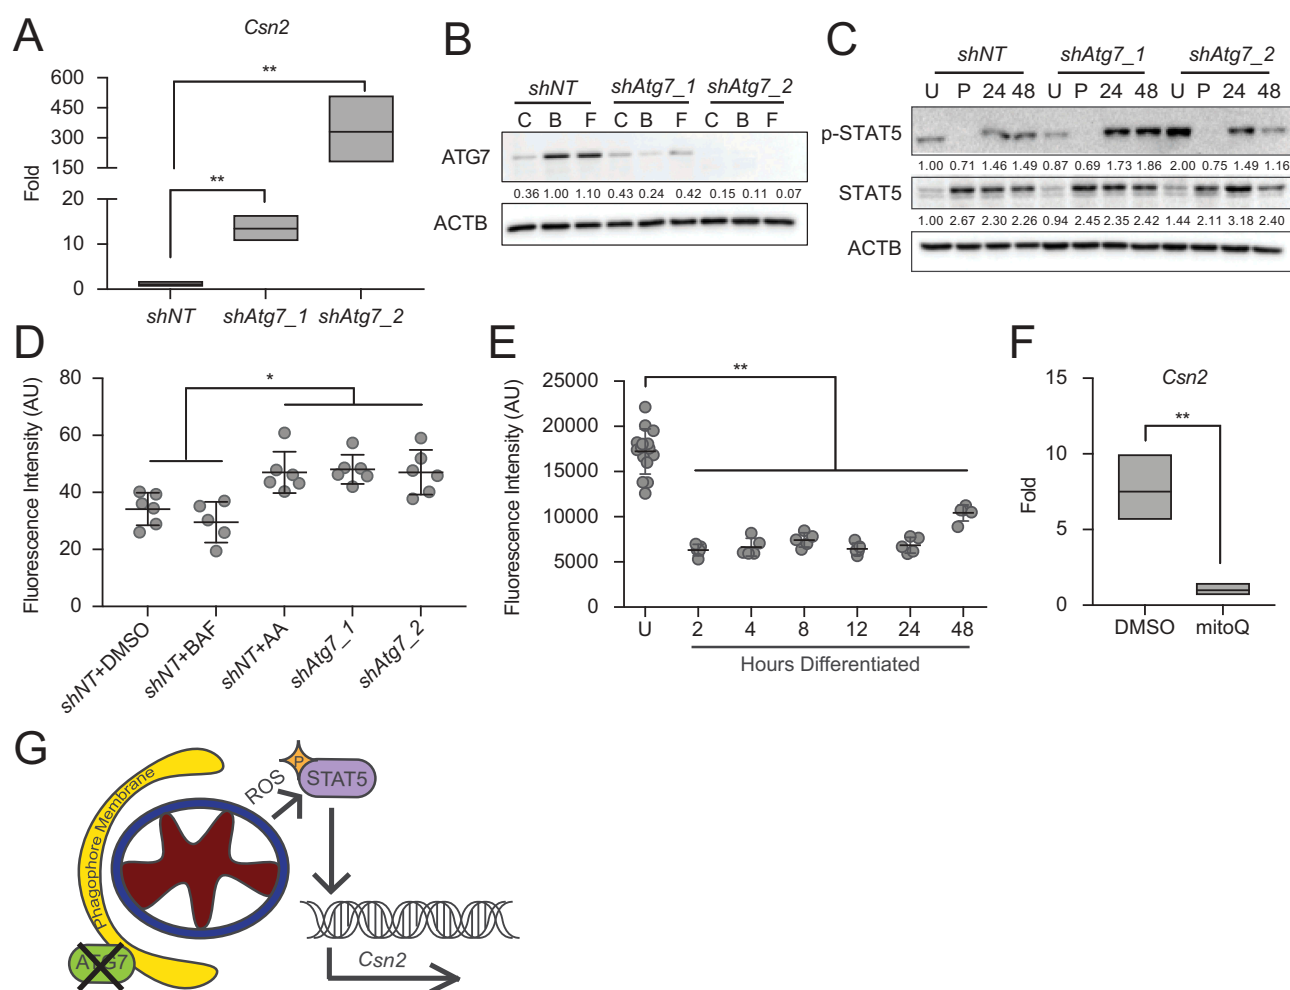 A
Csn2
**
**
Fold
600
450
300
150
20
10
0
shNT
shAtg7_1
shAtg7_2
B
shNT shAtg7_1 shAtg7_2
C B F C B F C B F
ATG7
0.36 1.00 1.10 0.43 0.24 0.42 0.15 0.11 0.07
ACTB
C
shNT shAtg7_1 shAtg7_2
U P 24 48 U P 24 48 U P 24 48
p-STAT5
1.00 0.71 1.46 1.49 0.87 0.69 1.73 1.86 2.00 0.75 1.49 1.16
STAT5
1.00 2.67 2.30 2.26 0.94 2.45 2.35 2.42 1.44 2.11 3.18 2.40
ACTB
D
*
Fluorescence Intensity (AU)
80
60
40
20
0
shNT+DMSO
shNT+BAF
shNT+AA
shAtg7_1
shAtg7_2
E
**
Fluorescence Intensity (AU)
25000
20000
15000
10000
5000
0
U 2 4 8 12 24 48
Hours Differentiated
F
Csn2
**
Fold
15
10
5
0
DMSO mitoQ
G
Phagophore Membrane
ATG7
ROS
P
STAT5
Csn2